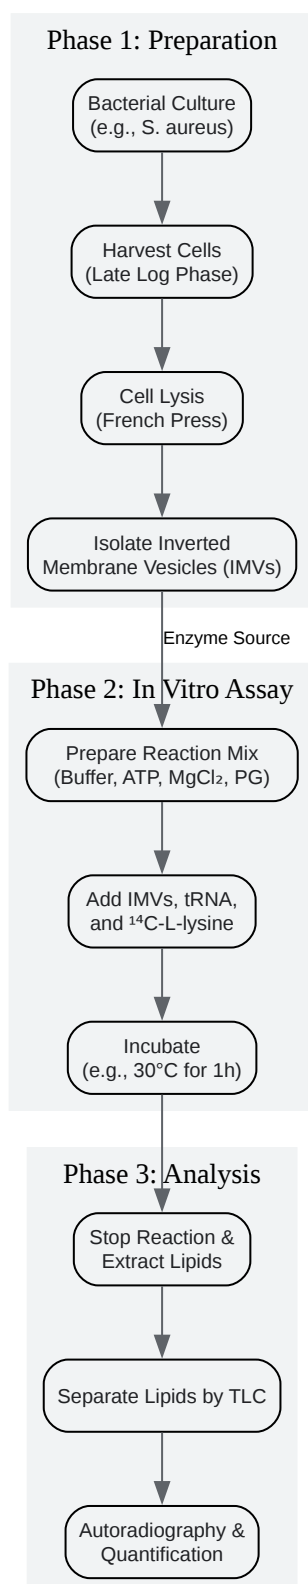 Phase 1: Preparation
Bacterial Culture
(e.g., S. aureus)
Harvest Cells
(Late Log Phase)
Cell Lysis
(French Press)
Isolate Inverted
Membrane Vesicles (IMVs)
Enzyme Source
Phase 2: In Vitro Assay
Prepare Reaction Mix
(Buffer, ATP, MgCl₂, PG)
Add IMVs, tRNA,
and ¹⁴C-L-lysine
Incubate
(e.g., 30°C for 1h)
Phase 3: Analysis
Stop Reaction &
Extract Lipids
Separate Lipids by TLC
Autoradiography &
Quantification